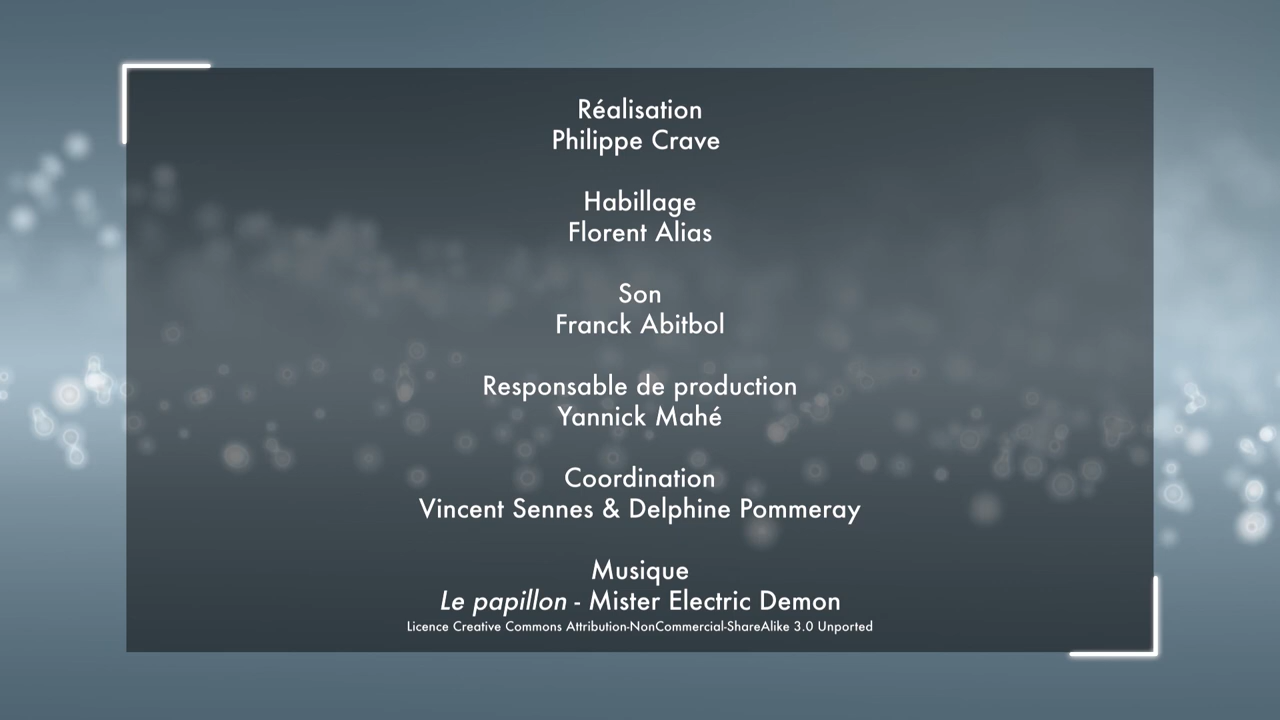 Réalisation
Philippe Crave
Habillage
Florent Alias
Son
Franck Abitbol
Responsable de production
Yannick Mahé
Coordination
Vincent Sennes & Delphine Pommeray
Musique
Le papillon - Mister Electric Demon
Licence Creative Commons Attribution-NonCommercial-ShareAlike 3.0 Unported